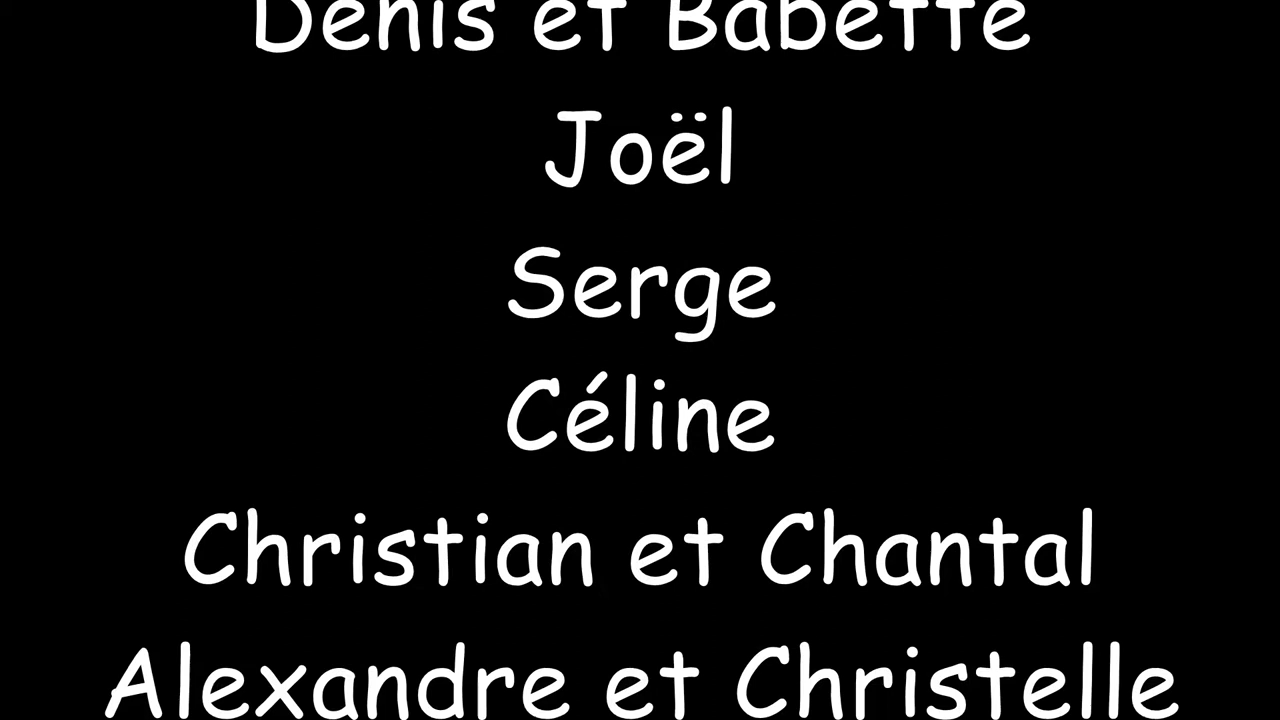 Denis et Babette
Joël
Serge
Céline
Christian et Chantal
Alexandre et Christelle